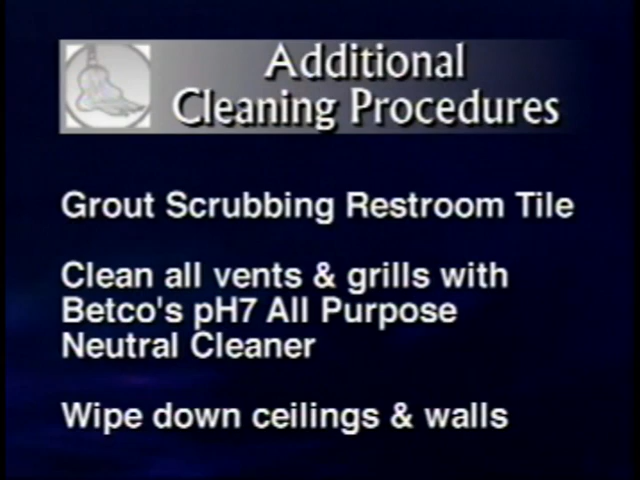 Additional
Cleaning Procedures
Grout Scrubbing Restroom Tile
Clean all vents & grills with
Betco's pH7 All Purpose
Neutral Cleaner
Wipe down ceilings & walls